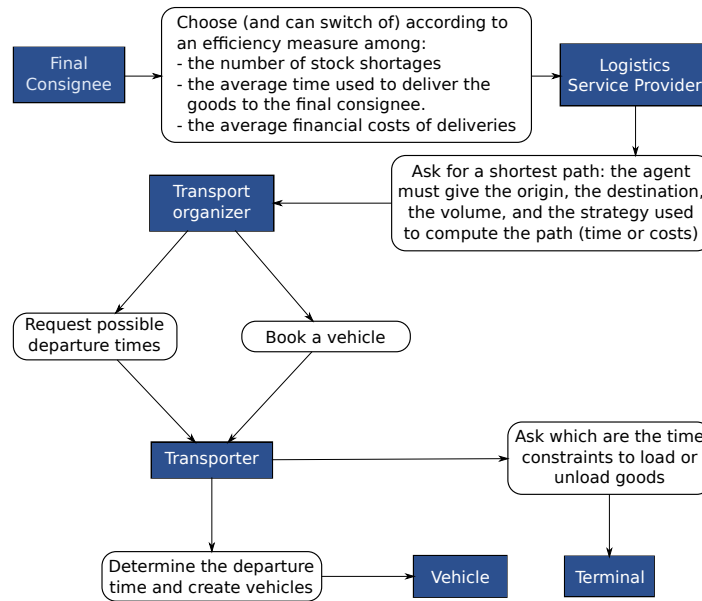 Final
Consignee
Choose (and can switch of) according to
an efficiency measure among:
- the number of stock shortages
- the average time used to deliver the
goods to the final consignee.
- the average financial costs of deliveries
Logistics
Service Provider
Ask for a shortest path: the agent
must give the origin, the destination,
the volume, and the strategy used
to compute the path (time or costs)
Transport
organizer
Request possible
departure times
Book a vehicle
Transporter
Ask which are the time
constraints to load or
unload goods
Determine the departure
time and create vehicles
Vehicle
Terminal